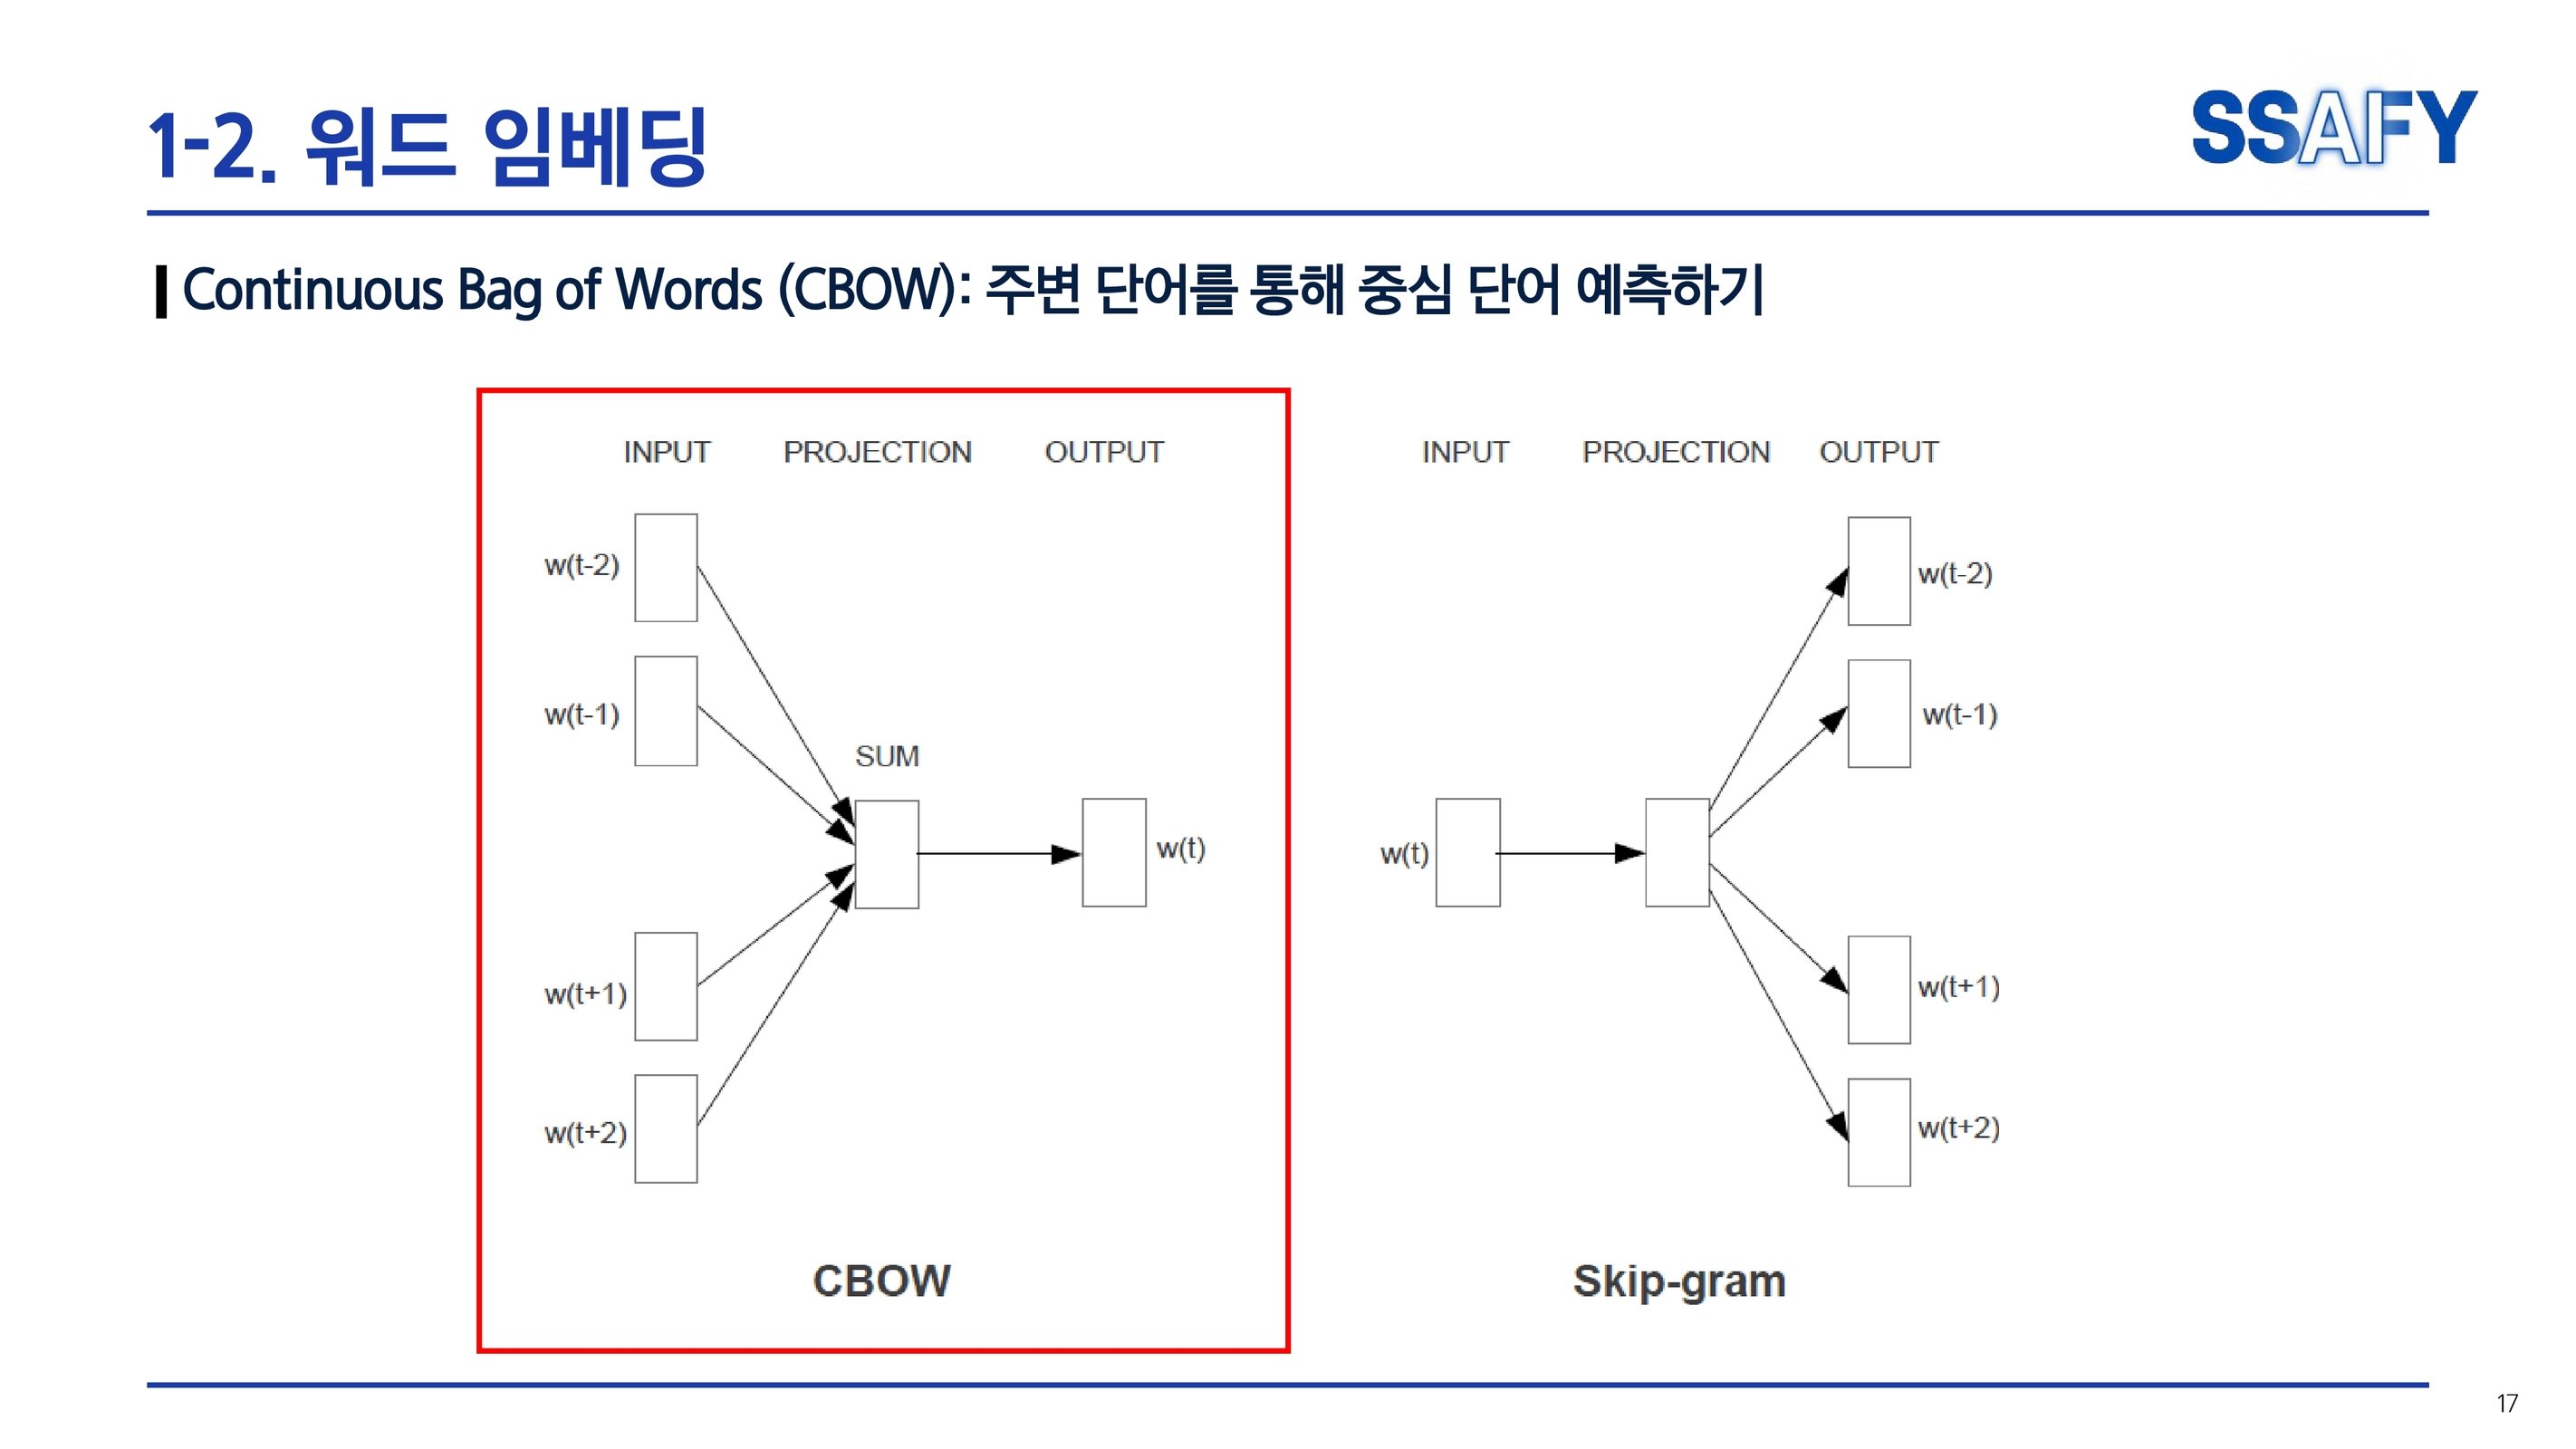 1-2. 워드 임베딩
SSAFY
Continuous Bag of Words (CBOW): 주변 단어를 통해 중심 단어 예측하기
INPUT PROJECTION OUTPUT
w(t-2)
w(t-1)
SUM
w(t)
w(t+1)
w(t+2)
CBOW
INPUT PROJECTION OUTPUT
w(t-2)
w(t-1)
w(t)
w(t+1)
w(t+2)
Skip-gram
17